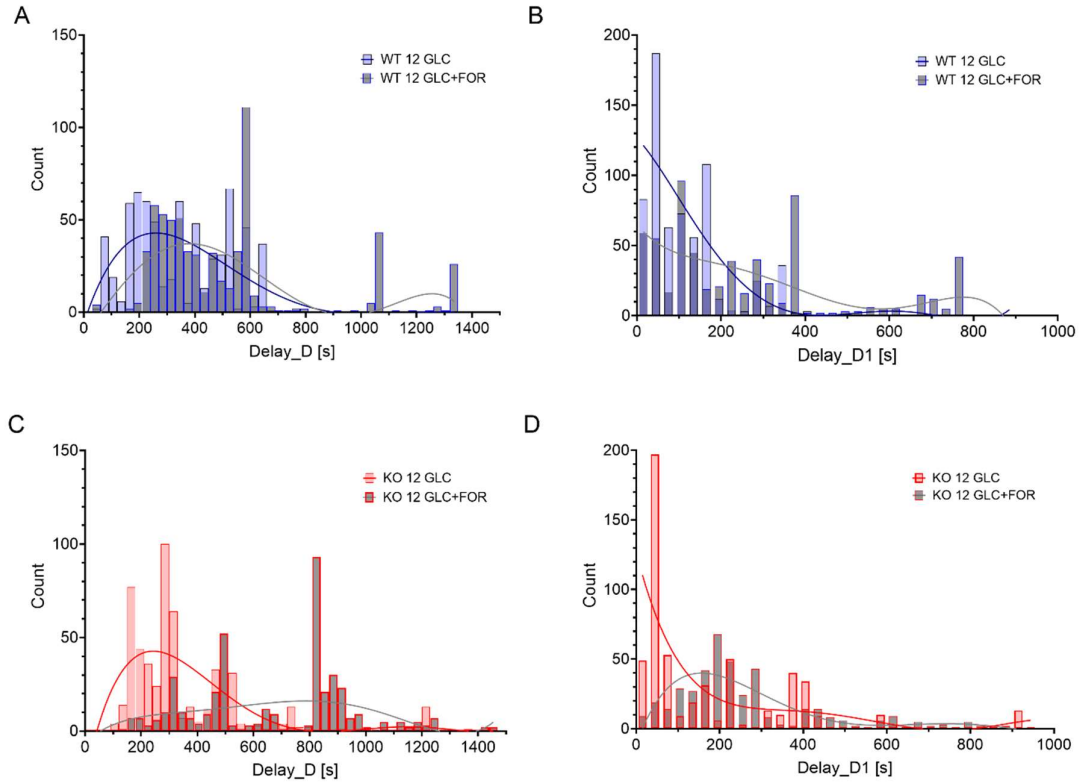 A
150
100
50
0
Count
WT 12 GLC
WT 12 GLC+FOR
0 200 400 600 800 1000 1200 1400
Delay_D [s]
B
200
150
100
50
0
Count
WT 12 GLC
WT 12 GLC+FOR
0 200 400 600 800 1000
Delay_D1 [s]
C
150
100
50
0
Count
KO 12 GLC
KO 12 GLC+FOR
0 200 400 600 800 1000 1200 1400
Delay_D [s]
D
200
150
100
50
0
Count
KO 12 GLC
KO 12 GLC+FOR
0 200 400 600 800 1000
Delay_D1 [s]